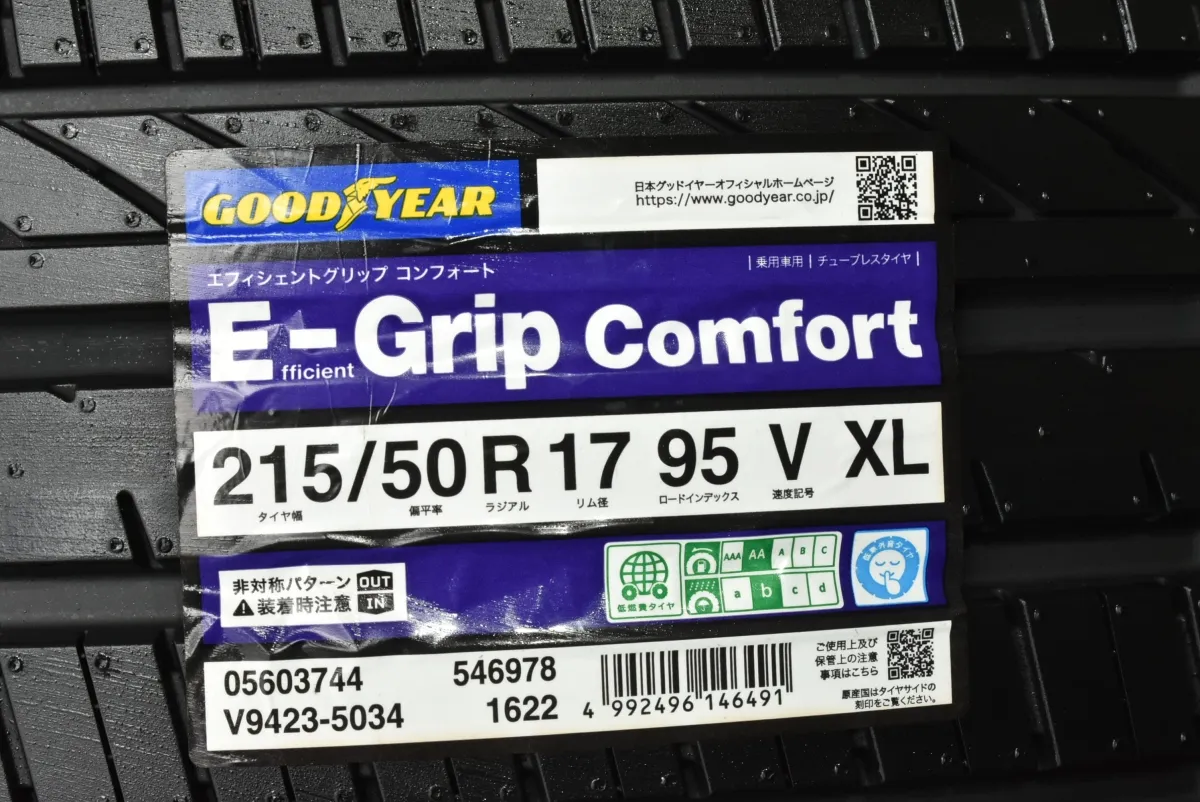 GOODYEAR
日本グッドイヤーオフィシャルホームページ
https://www.goodyear.co.jp/
エフィシェントグリップ コンフォート
|乗用車用|チューブレスタイヤ|
E-fficient Grip Comfort
215/50 R 17 95 V XL
タイヤ幅 偏平率 ラジアル リム径 ロードインデックス 速度記号
非対称パターン OUT
⚠装着時注意 IN
低燃費タイヤ
AAA AA A B C
a b c d
低車外音タイヤ
05603744 546978
V9423-5034 1622
4 992496 146491
ご使用上及び
保管上の注意
事項はこちら
原産国はタイヤサイドの
刻印をご覧ください。